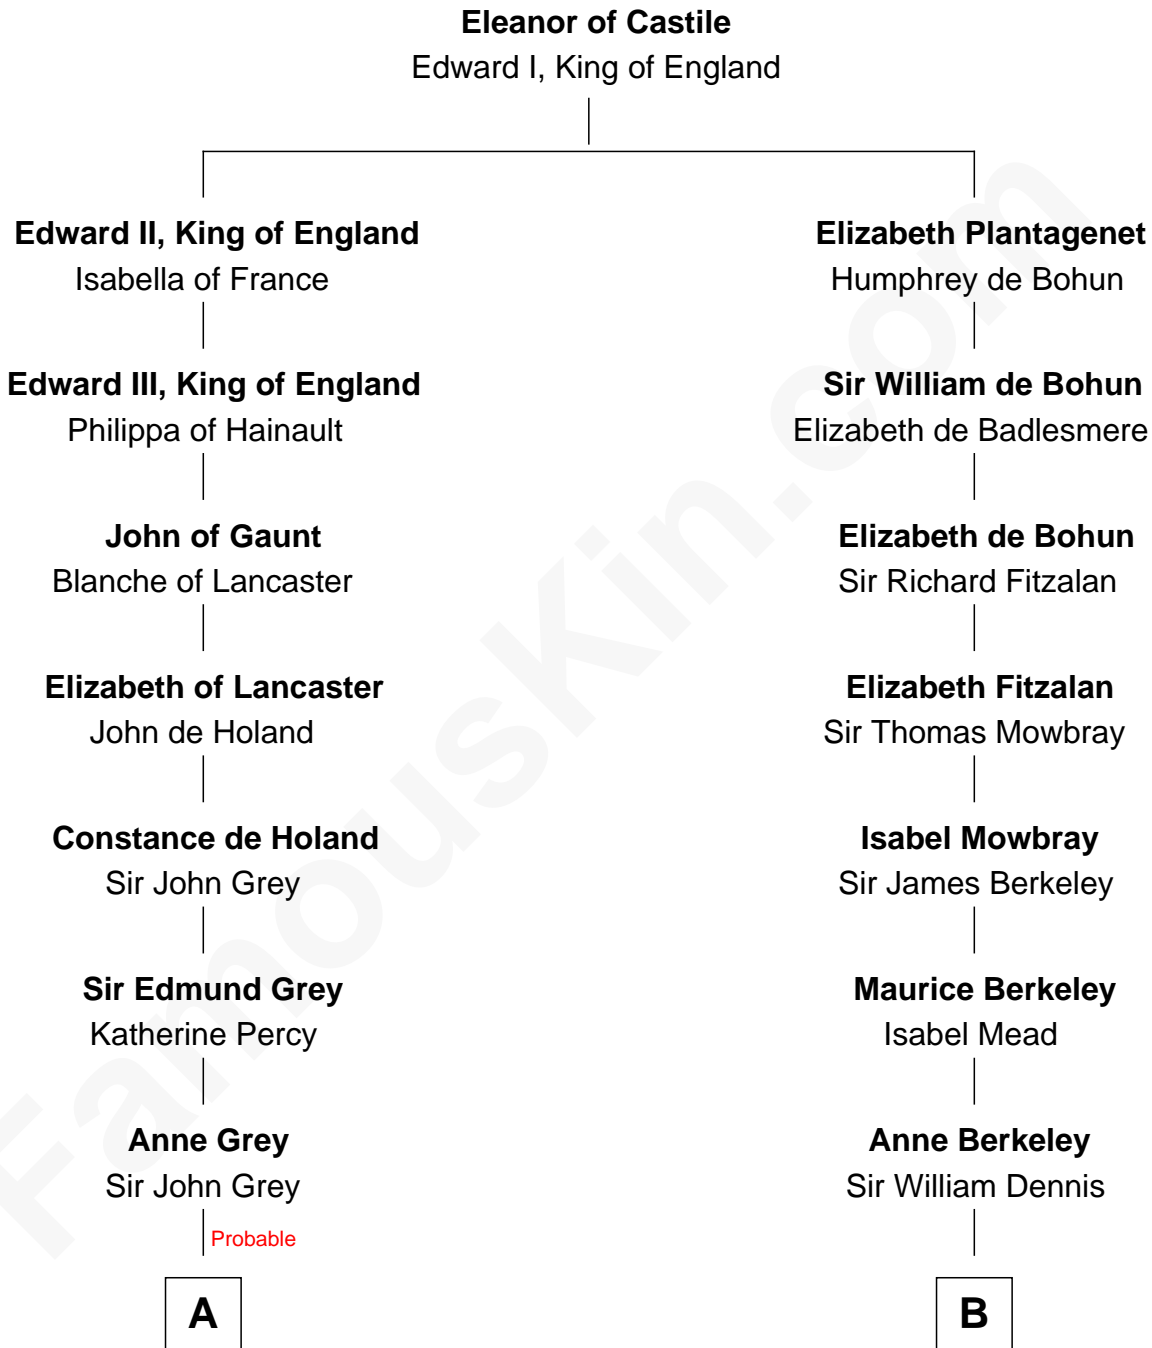 Eleanor of Castile
Edward I, King of England
Edward II, King of England
Isabella of France
Edward III, King of England
Philippa of Hainault
John of Gaunt
Blanche of Lancaster
Elizabeth of Lancaster
John de Holand
Constance de Holand
Sir John Grey
Sir Edmund Grey
Katherine Percy
Anne Grey
Sir John Grey
Probable
A
Elizabeth Plantagenet
Humphrey de Bohun
Sir William de Bohun
Elizabeth de Badlesmere
Elizabeth de Bohun
Sir Richard Fitzalan
Elizabeth Fitzalan
Sir Thomas Mowbray
Isabel Mowbray
Sir James Berkeley
Maurice Berkeley
Isabel Mead
Anne Berkeley
Sir William Dennis
B
FamousKin.com